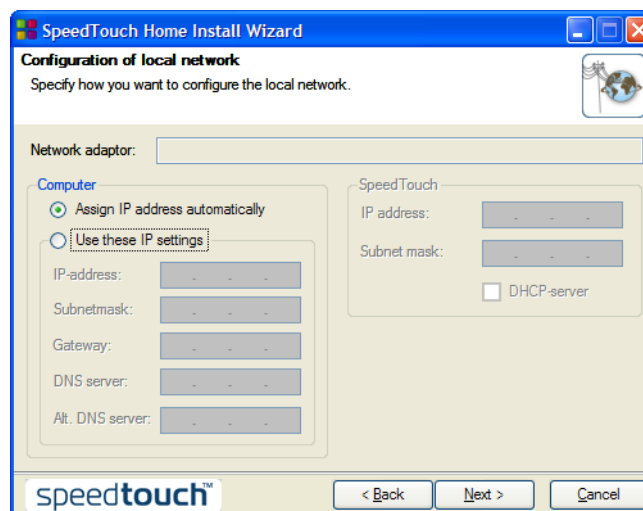 SpeedTouch Home Install Wizard
Configuration of local network
Specify how you want to configure the local network.
Network adaptor:
Computer
Assign IP address automatically
Use these IP settings
IP-address:
Subnetmask:
Gateway:
DNS server:
Alt. DNS server:
SpeedTouch
IP address:
Subnet mask:
DHCP-server
speedtouch™
< Back
Next >
Cancel